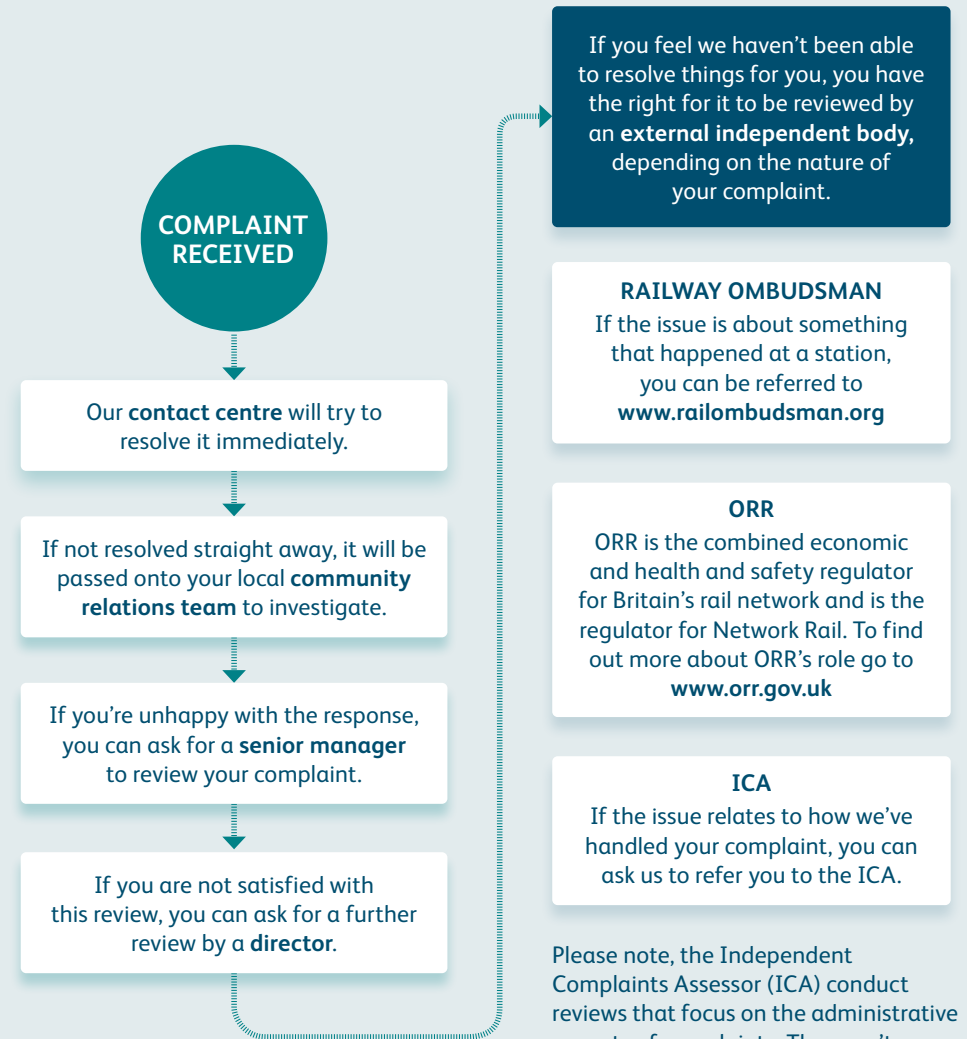 COMPLAINT
RECEIVED
Our contact centre will try to
resolve it immediately.
If not resolved straight away, it will be
passed onto your local community
relations team to investigate.
If you’re unhappy with the response,
you can ask for a senior manager
to review your complaint.
If you are not satisfied with
this review, you can ask for a further
review by a director.
If you feel we haven’t been able
to resolve things for you, you have
the right for it to be reviewed by
an external independent body,
depending on the nature of
your complaint.
RAILWAY OMBUDSMAN
If the issue is about something
that happened at a station,
you can be referred to
www.railombudsman.org
ORR
ORR is the combined economic
and health and safety regulator
for Britain’s rail network and is the
regulator for Network Rail. To find
out more about ORR’s role go to
www.orr.gov.uk
ICA
If the issue relates to how we’ve
handled your complaint, you can
ask us to refer you to the ICA.
Please note, the Independent
Complaints Assessor (ICA) conduct
reviews that focus on the administrative